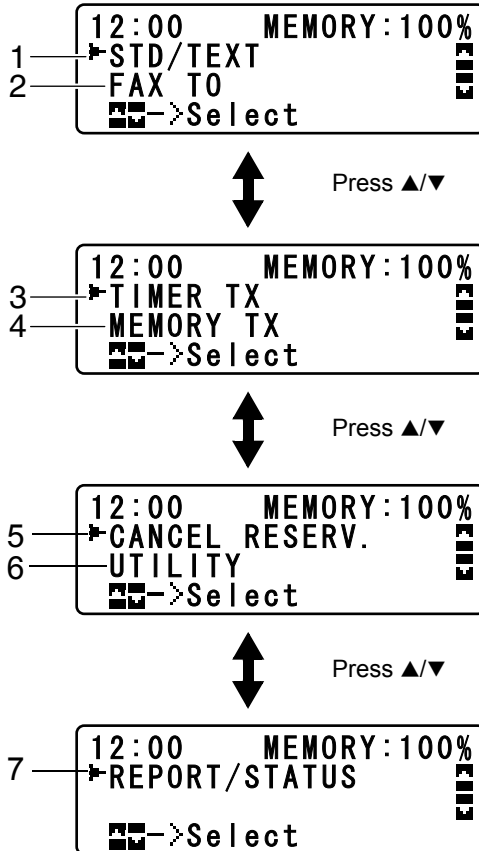 12:00 MEMORY:100%
1 STD/TEXT
2 FAX TO
▲▼->Select
Press ▲/▼
12:00 MEMORY:100%
3 TIMER TX
4 MEMORY TX
▲▼->Select
Press ▲/▼
12:00 MEMORY:100%
5 CANCEL RESERV.
6 UTILITY
▲▼->Select
Press ▲/▼
12:00 MEMORY:100%
7 REPORT/STATUS
▲▼->Select